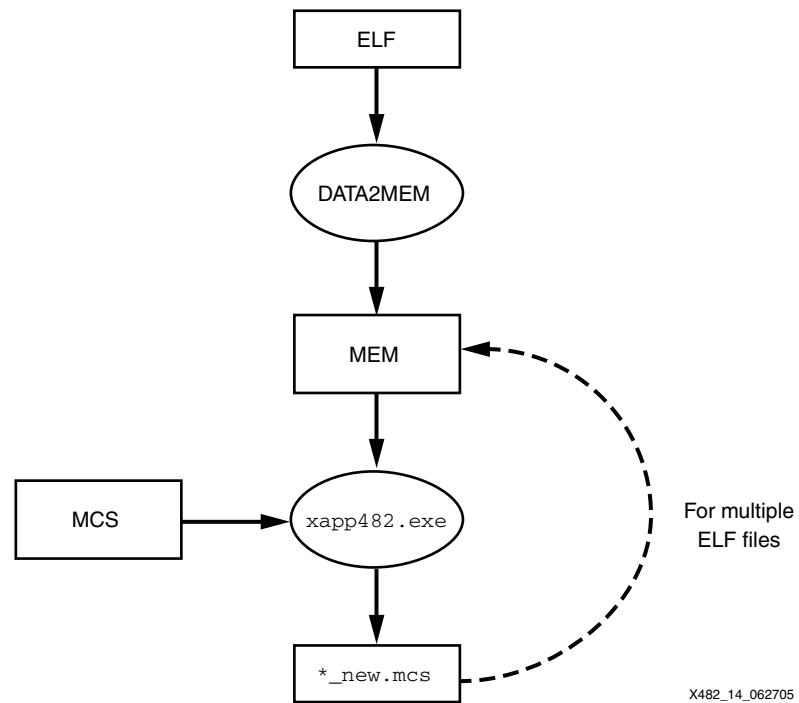 ELF
DATA2MEM
MEM
MCS
xapp482.exe
For multiple
ELF files
*_new.mcs
X482_14_062705